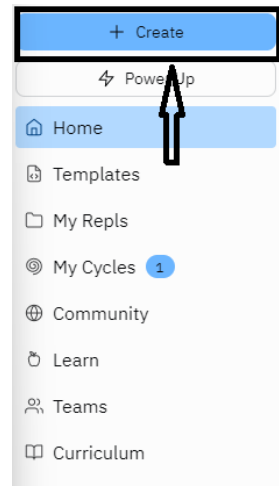 + Create
Power Up
Home
Templates
My Repls
My Cycles 1
Community
Learn
Teams
Curriculum